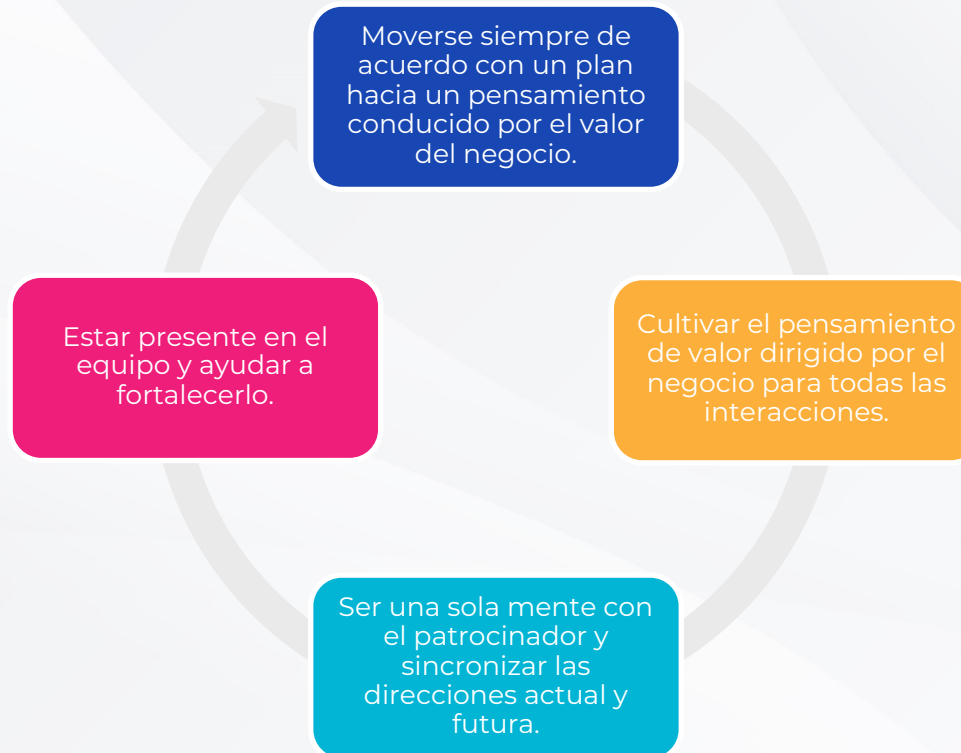 Moverse siempre de
acuerdo con un plan
hacia un pensamiento
conducido por el valor
del negocio.
Estar presente en el
equipo y ayudar a
fortalecerlo.
Cultivar el pensamiento
de valor dirigido por el
negocio para todas las
interacciones.
Ser una sola mente con
el patrocinador y
sincronizar las
direcciones actual y
futura.